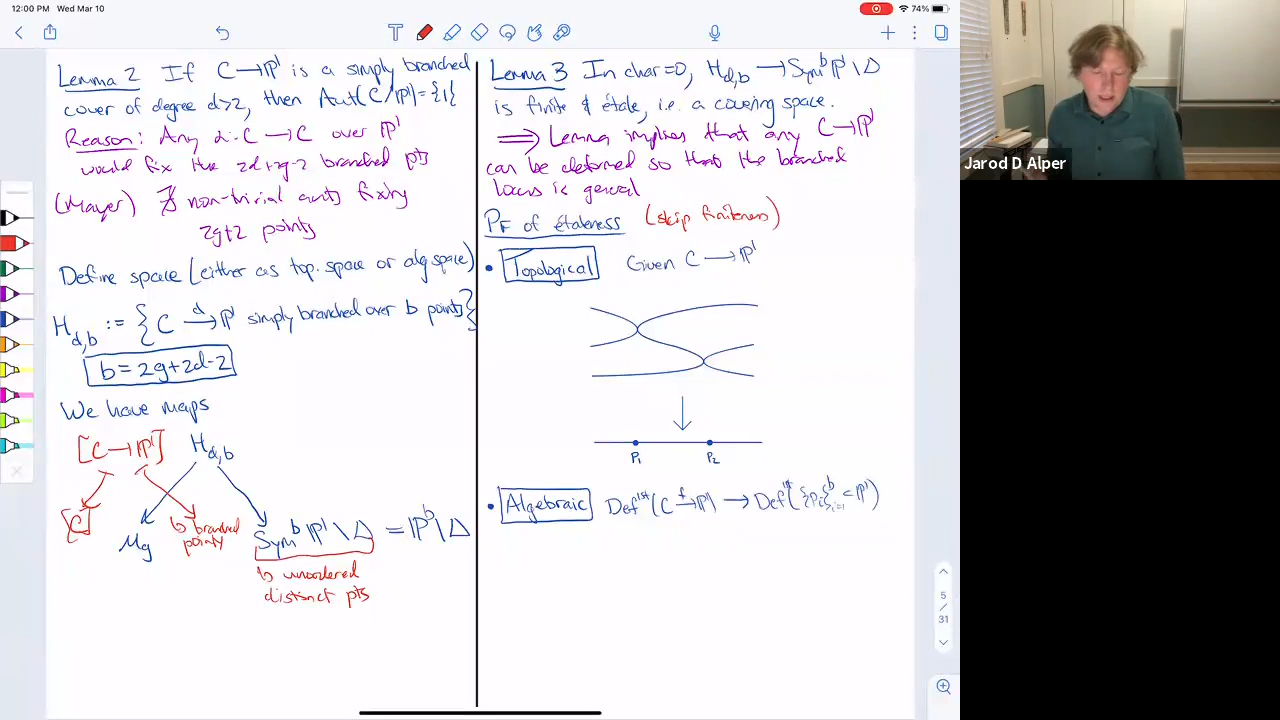 12:00 PM Wed Mar 10
74%
Lemma 2 If C→ℙ¹ is a simply branched
cover of degree d>2, then Aut(C/ℙ¹)={1}
Reason: Any α: C→C over ℙ¹
would fix the 2d+2g-2 branched pts
(Mayer) ∄ non-trivial auts fixing
2g+2 points
Define space (either as top. space or alg space)
H_{d,b} := { C →^d ℙ¹ simply branched over b points }
b = 2g+2d-2
We have maps
[C→ℙ¹] H_{d,b}
[C] M_g b branched points Sym^b ℙ¹ \ Δ = ℙ^b \ Δ
b unordered
distinct pts
Lemma 3 In char=0, H_{d,b} → Sym^b ℙ¹ \ Δ
is finite & étale, i.e. a covering space.
⟹ Lemma implies that any C→ℙ¹
can be deformed so that the branched
locus is general
PF of étaleness (skip finiteness)
• Topological Given C→ℙ¹
P₁ P₂
• Algebraic Def^{1st}(C →^f ℙ¹) → Def^{1st}({p_i}_{i=1}^b ⊂ ℙ¹)
5
/
31
Jarod D Alper